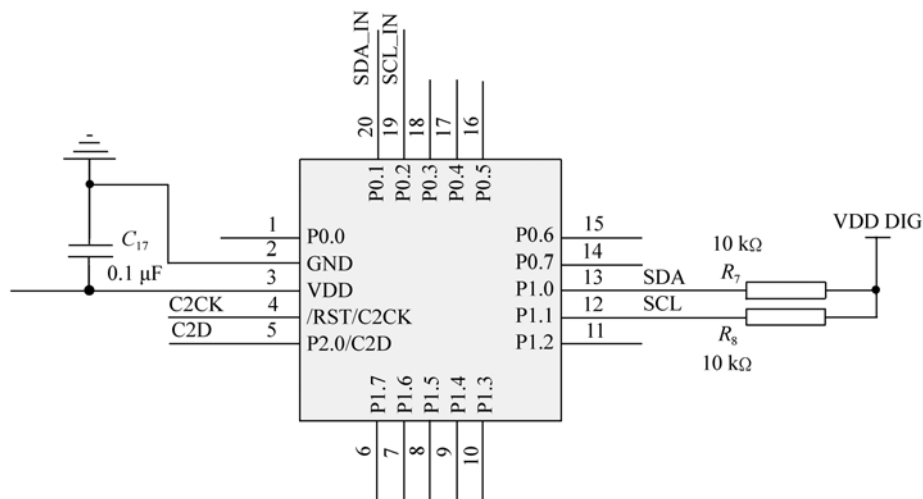 SDA_IN
SCL_IN
20
19
18
17
16
P0.1
P0.2
P0.3
P0.4
P0.5
C17
0.1 μF
1
2
3
C2CK 4
C2D 5
P0.0
GND
VDD
/RST/C2CK
P2.0/C2D
P0.6
P0.7
P1.0
P1.1
P1.2
15
14
13 SDA
12 SCL
11
VDD DIG
10 kΩ
R7
R8
10 kΩ
P1.7
P1.6
P1.5
P1.4
P1.3
6
7
8
9
10